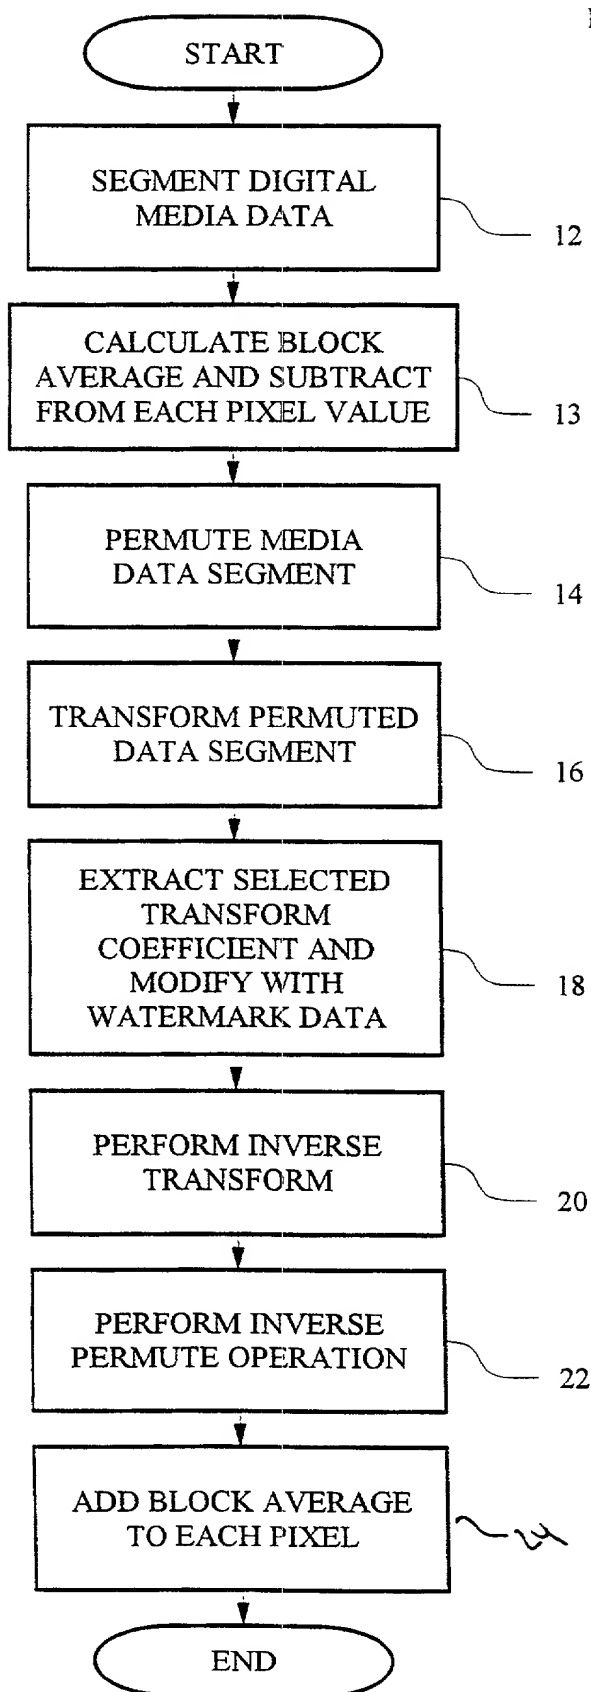 START
SEGMENT DIGITAL
MEDIA DATA
12
CALCULATE BLOCK
AVERAGE AND SUBTRACT
FROM EACH PIXEL VALUE
13
PERMUTE MEDIA
DATA SEGMENT
14
TRANSFORM PERMUTED
DATA SEGMENT
16
EXTRACT SELECTED
TRANSFORM
COEFFICIENT AND
MODIFY WITH
WATERMARK DATA
18
PERFORM INVERSE
TRANSFORM
20
PERFORM INVERSE
PERMUTE OPERATION
22
ADD BLOCK AVERAGE
TO EACH PIXEL
24
END